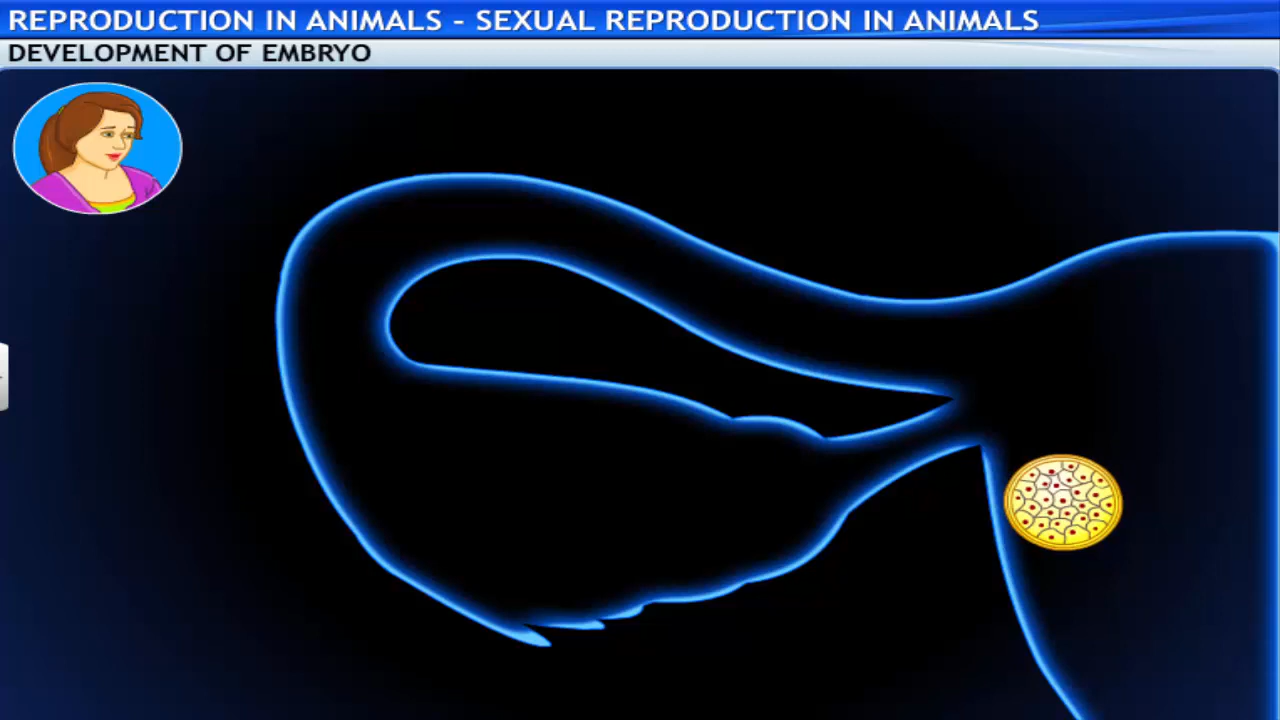 REPRODUCTION IN ANIMALS - SEXUAL REPRODUCTION IN ANIMALS
DEVELOPMENT OF EMBRYO